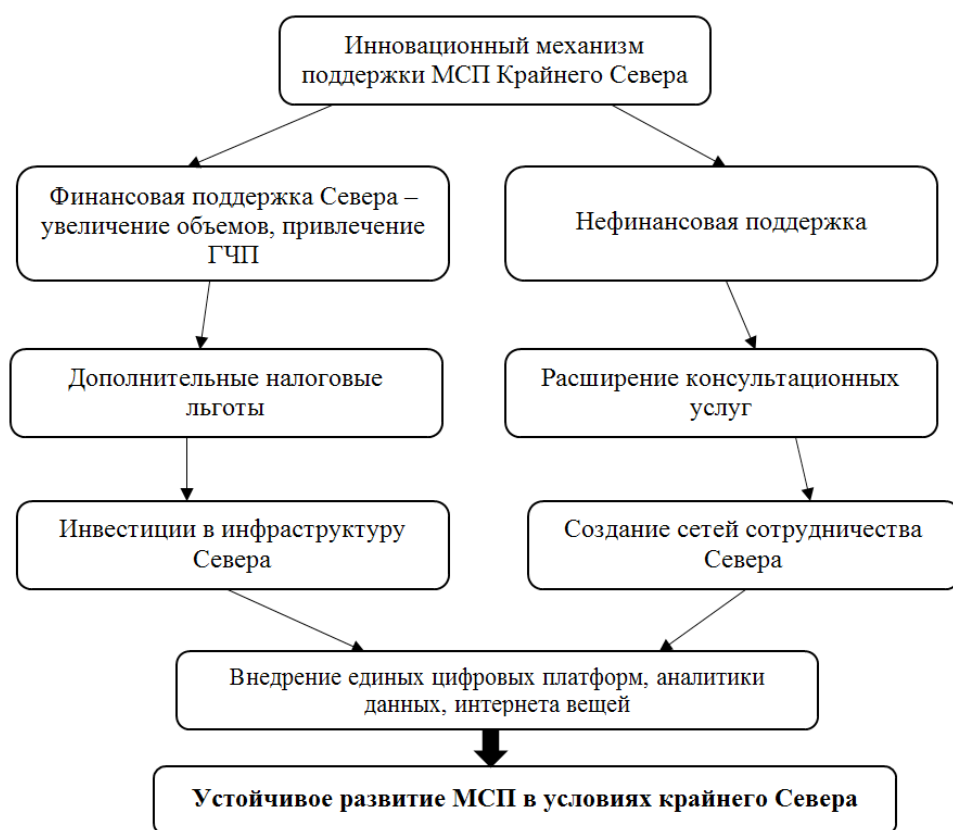 Инновационный механизм
поддержки МСП Крайнего Севера
Финансовая поддержка Севера –
увеличение объемов, привлечение
ГЧП
Нефинансовая поддержка
Дополнительные налоговые
льготы
Расширение консультационных
услуг
Инвестиции в инфраструктуру
Севера
Создание сетей сотрудничества
Севера
Внедрение единых цифровых платформ, аналитики
данных, интернета вещей
Устойчивое развитие МСП в условиях крайнего Севера